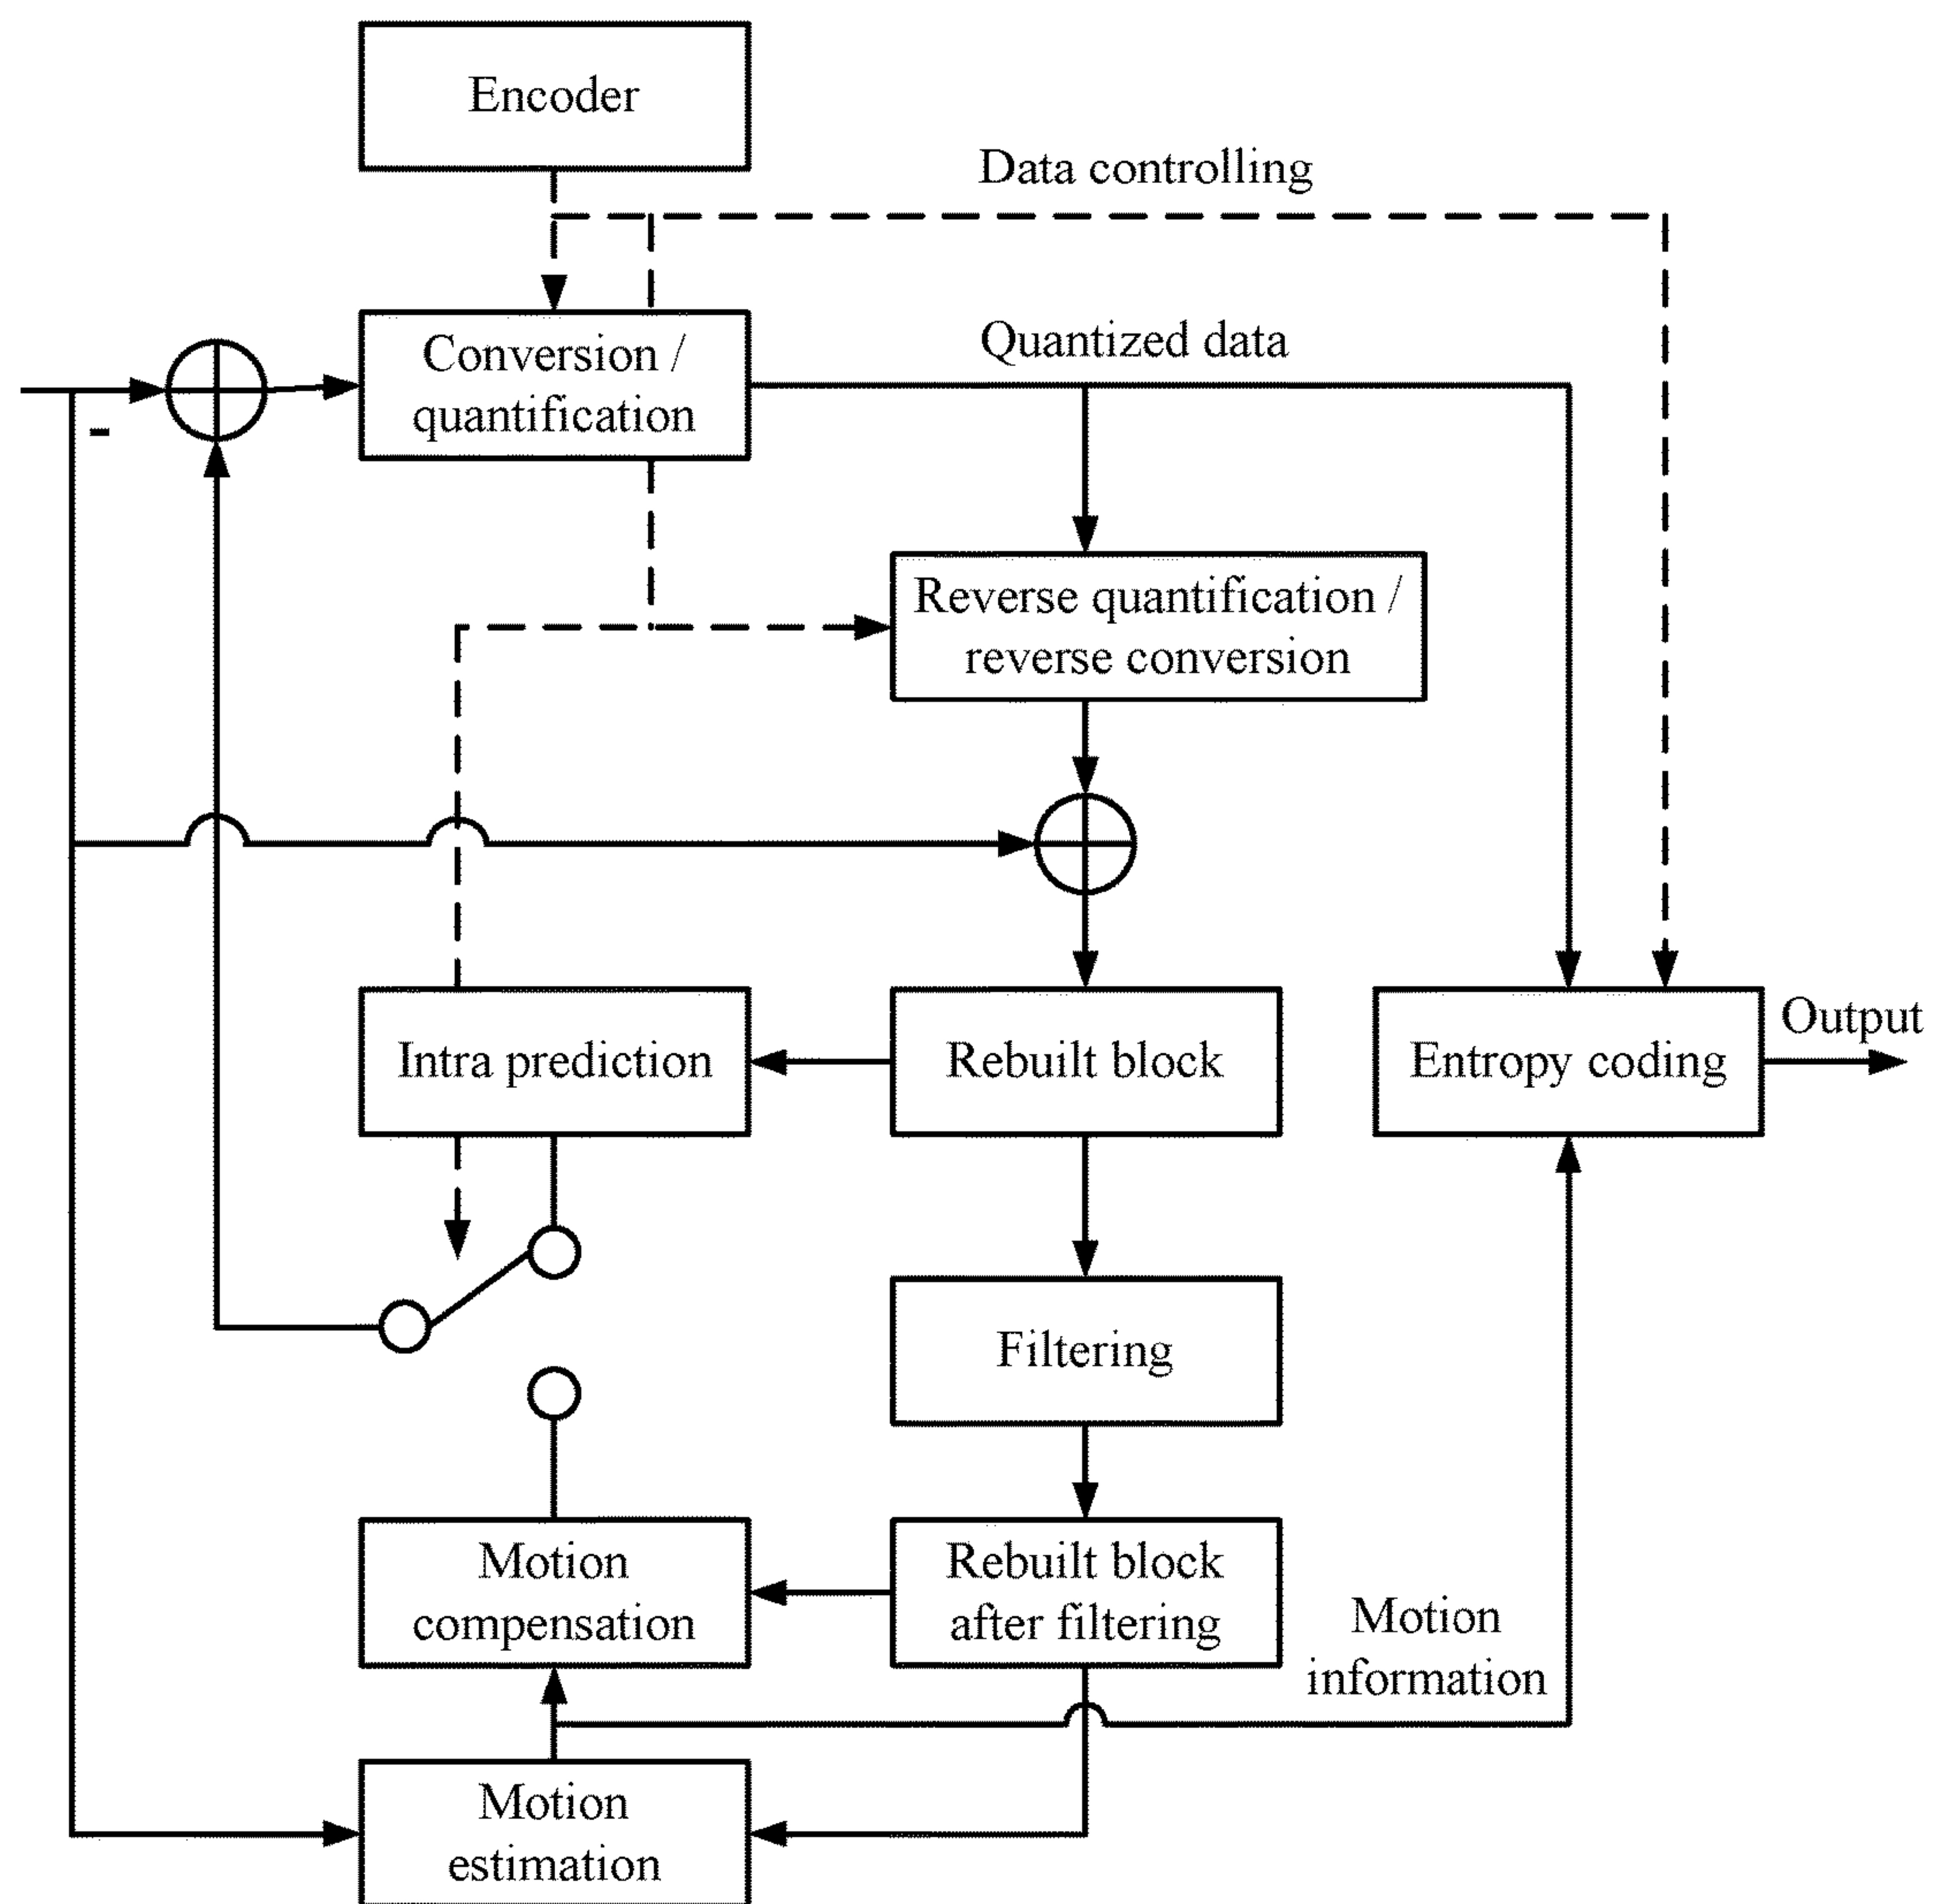 Encoder
Data controlling
Conversion /
quantification
Quantized data
-
Reverse quantification /
reverse conversion
Intra prediction
Rebuilt block
Entropy coding
Output
Filtering
Motion
compensation
Rebuilt block
after filtering
Motion
information
Motion
estimation